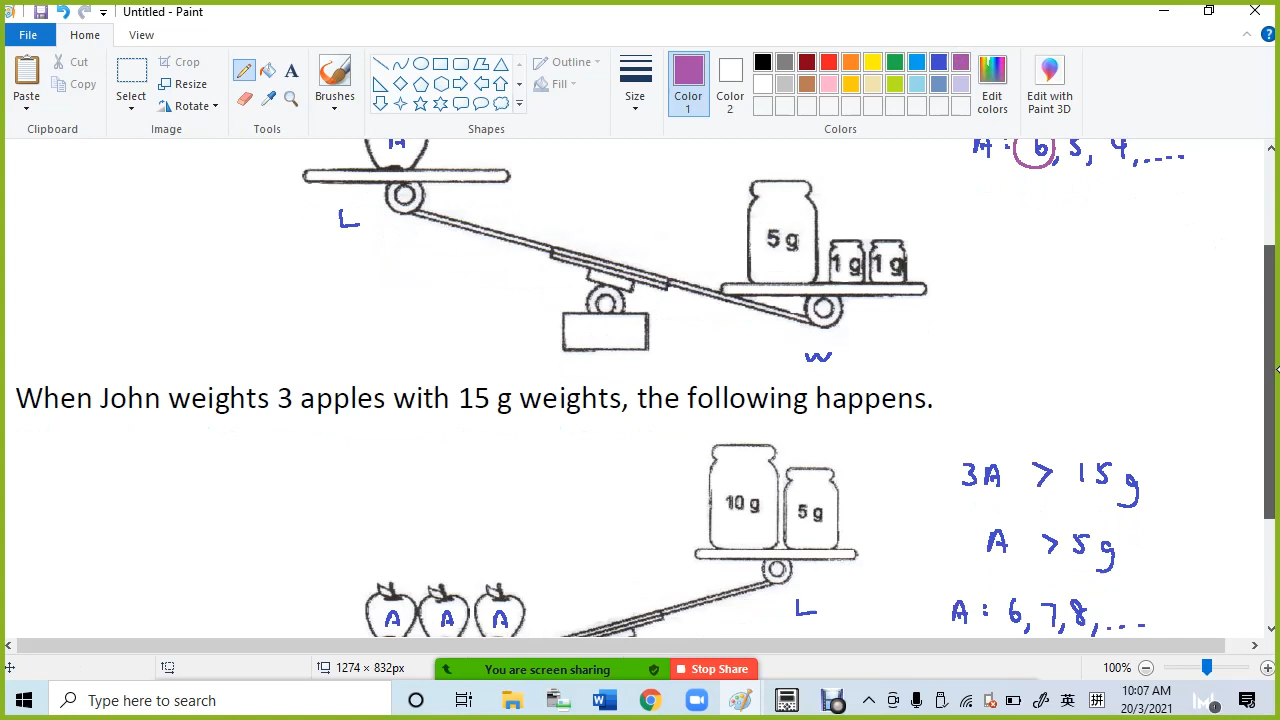 Untitled - Paint
File Home View
Cut
Copy
Paste
Clipboard
Crop
Resize
Rotate
Select
Image
A
Tools
Brushes
Outline
Fill
Shapes
Size
Color 1
Color 2
Edit colors
Colors
Edit with Paint 3D
A
A : 6, 5, 4, ....
L
5 g
1 g
1 g
W
When John weights 3 apples with 15 g weights, the following happens.
10 g
5 g
3A > 15 g
A > 5 g
L
A A A
A : 6, 7, 8, ....
1274 × 832px
You are screen sharing
Stop Share
100%
Type here to search
英
拼
10:07 AM
20/3/2021